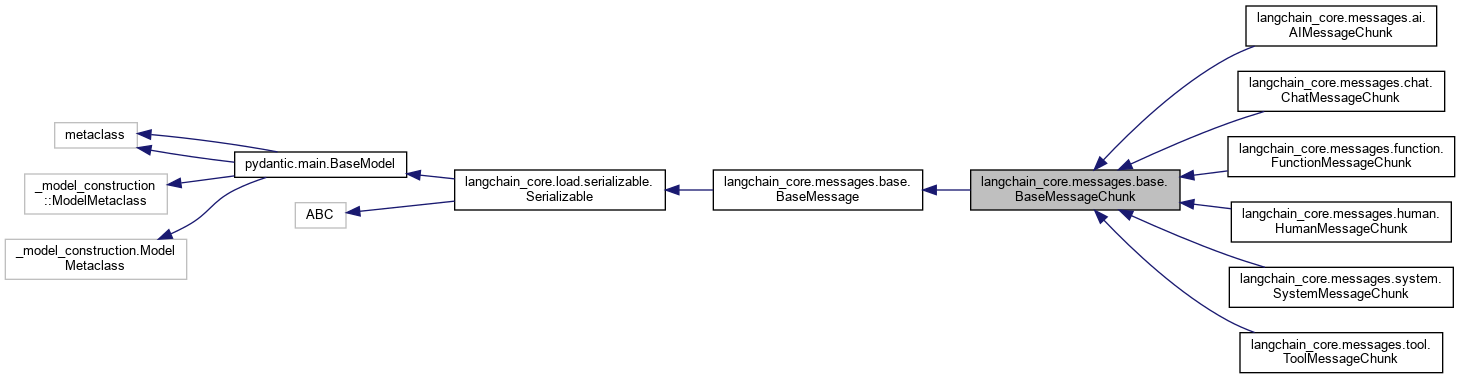 metaclass
_model_construction
::ModelMetaclass
_model_construction.Model
Metaclass
pydantic.main.BaseModel
ABC
langchain_core.load.serializable.
Serializable
langchain_core.messages.base.
BaseMessage
langchain_core.messages.base.
BaseMessageChunk
langchain_core.messages.ai.
AIMessageChunk
langchain_core.messages.chat.
ChatMessageChunk
langchain_core.messages.function.
FunctionMessageChunk
langchain_core.messages.human.
HumanMessageChunk
langchain_core.messages.system.
SystemMessageChunk
langchain_core.messages.tool.
ToolMessageChunk